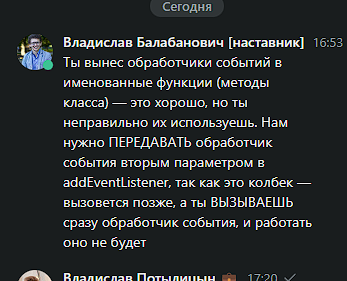 Сегодня
Владислав Балабанович [наставник] 16:53
Ты вынес обработчики событий в
именованные функции (методы
класса) — это хорошо, но ты
неправильно их используешь. Нам
нужно ПЕРЕДАВАТЬ обработчик
события вторым параметром в
addEventListener, так как это колбек —
вызовется позже, а ты ВЫЗЫВАЕШЬ
сразу обработчик события, и работать
оно не будет
Владислав Потылицын 17:20